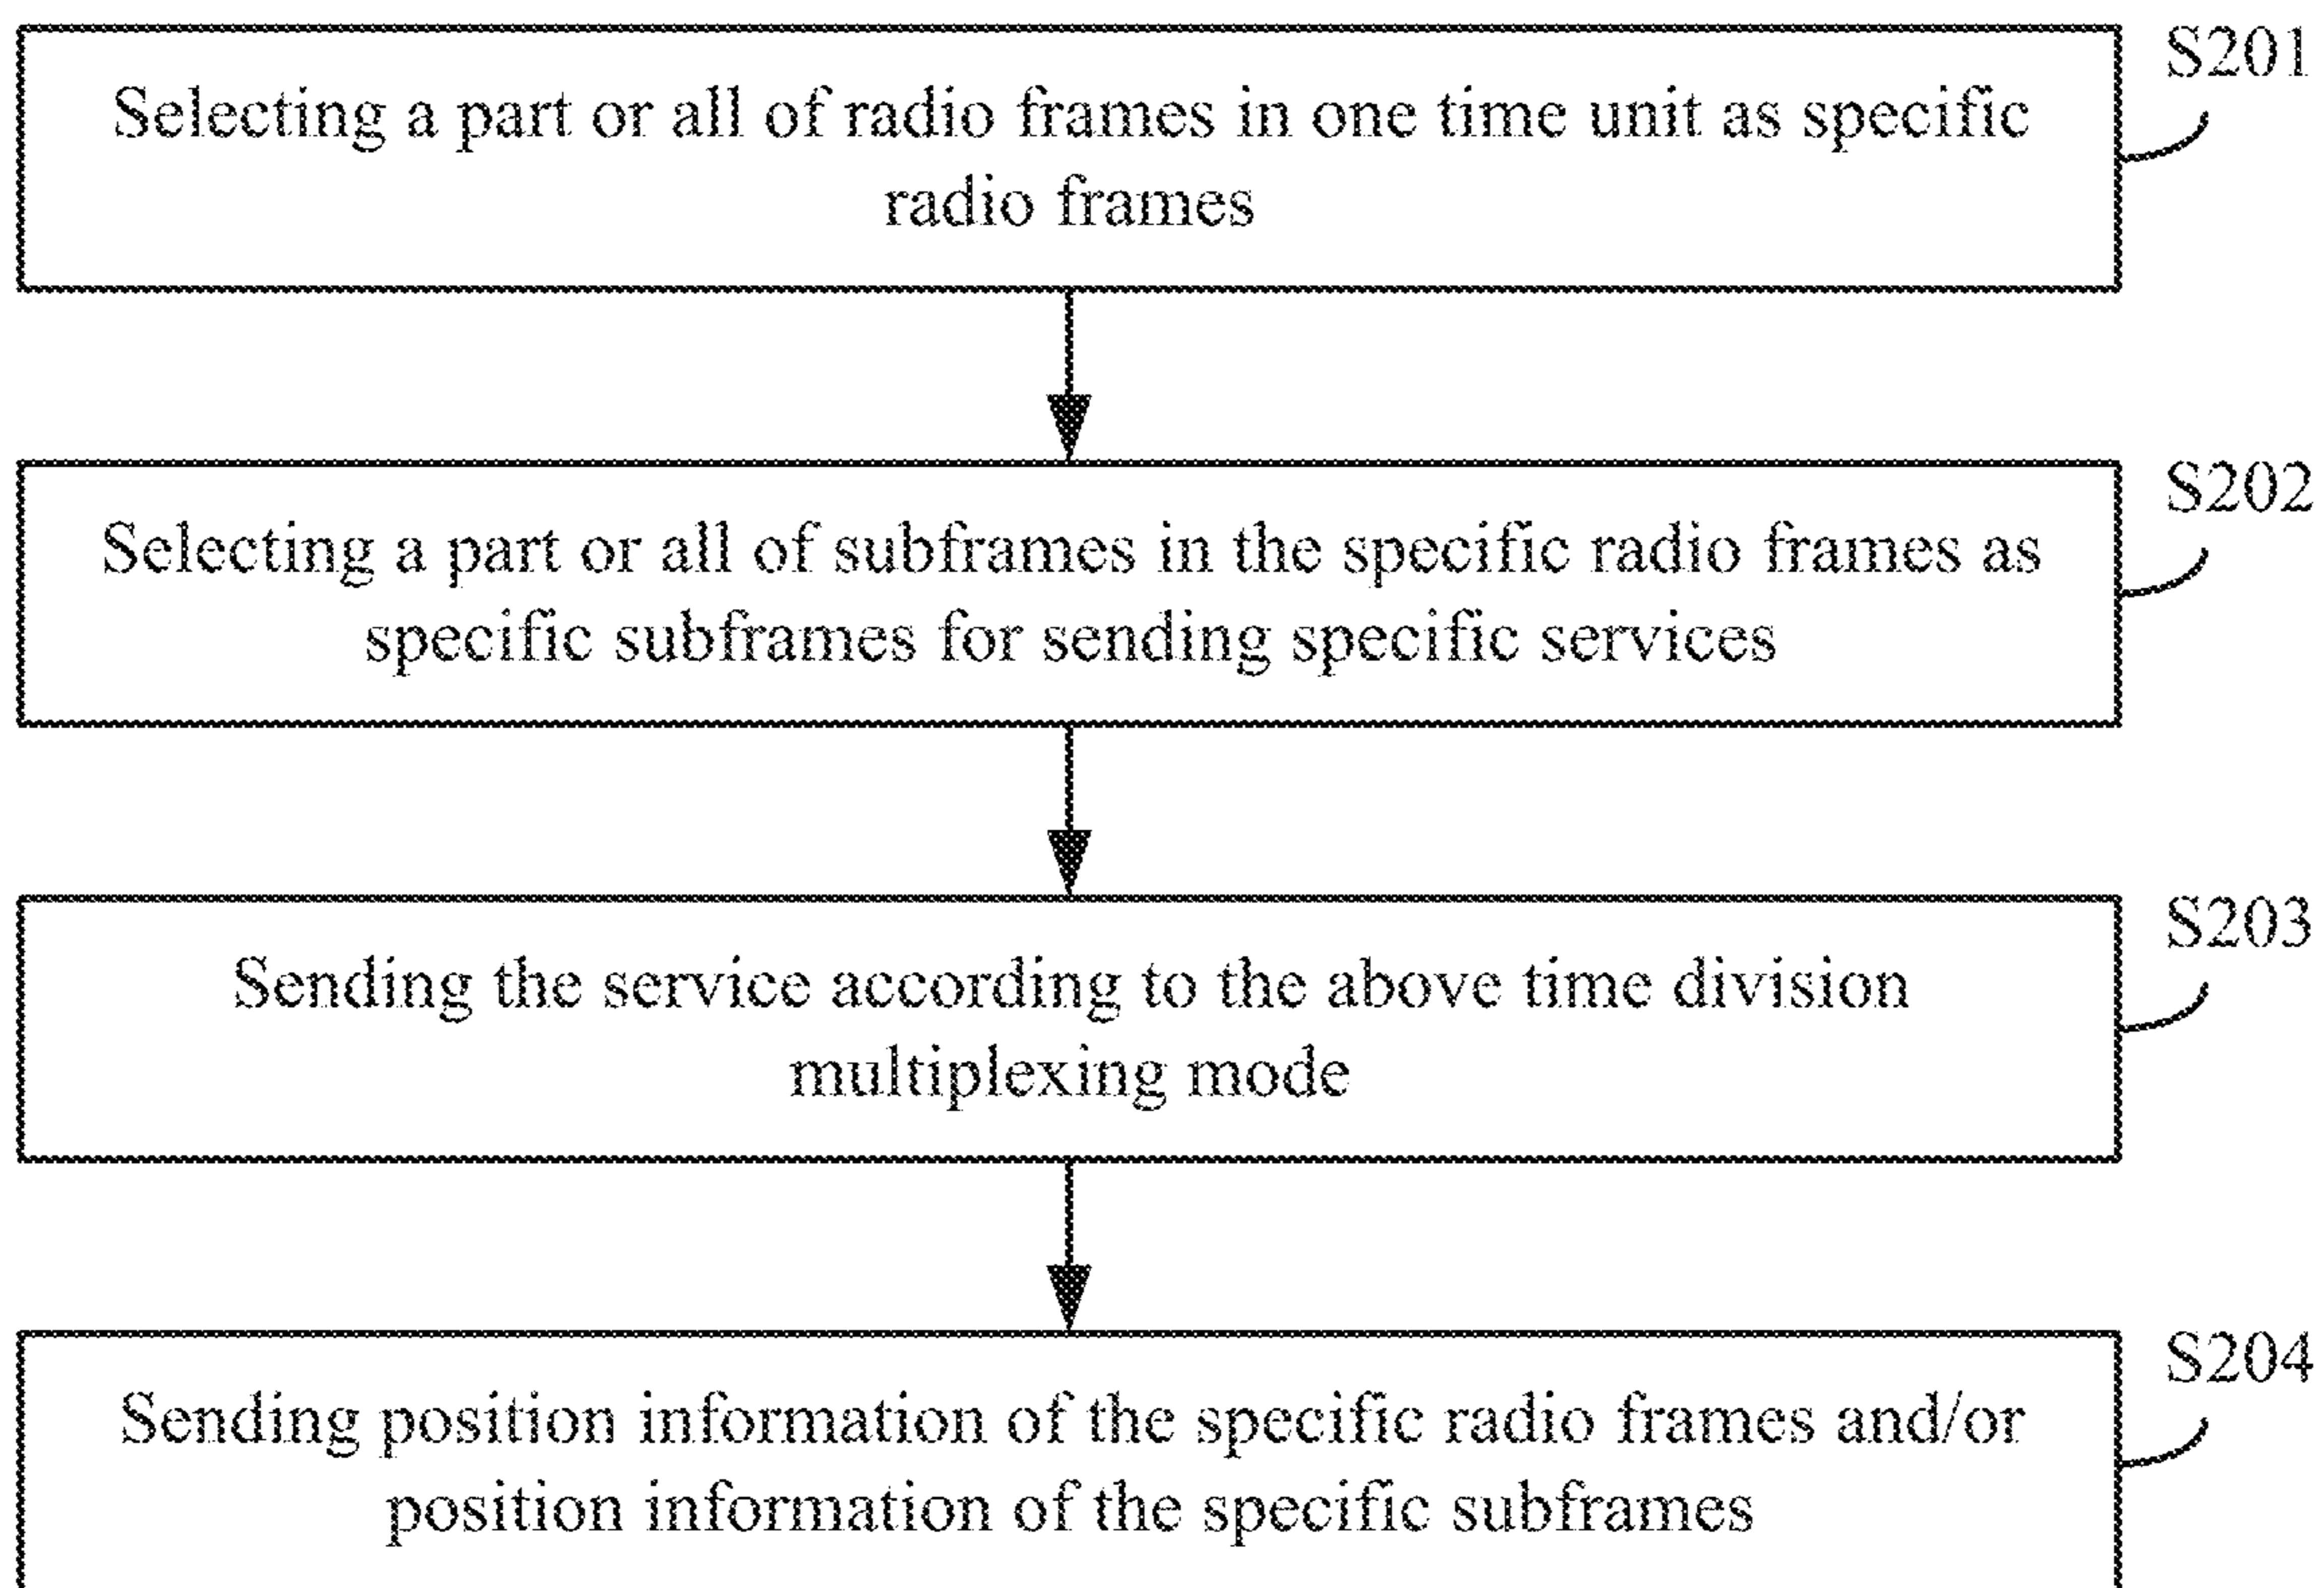 S201
Selecting a part or all of radio frames in one time unit as specific
radio frames
S202
Selecting a part or all of subframes in the specific radio frames as
specific subframes for sending specific services
S203
Sending the service according to the above time division
multiplexing mode
S204
Sending position information of the specific radio frames and/or
position information of the specific subframes